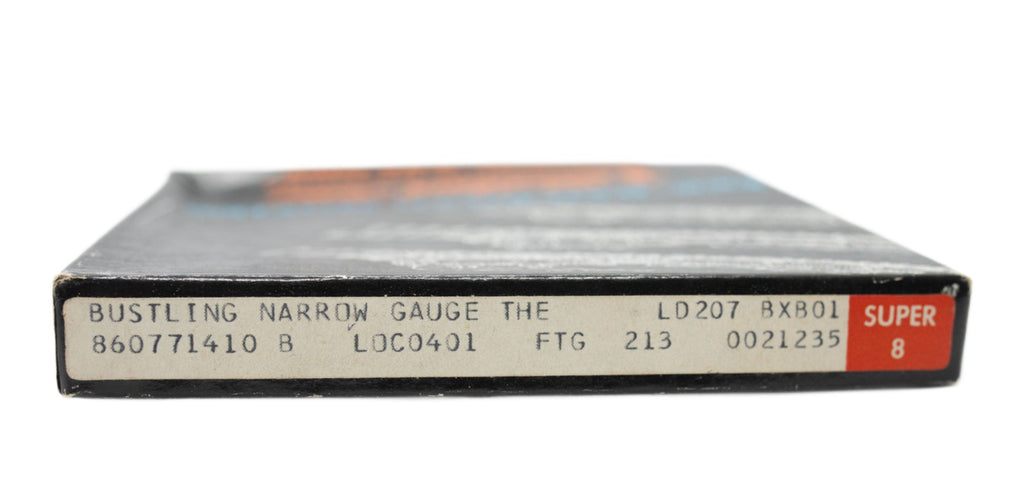 BUSTLING NARROW GAUGE THE LD207 BXB01
860771410 B LOC0401 FTG 213 0021235
SUPER
8